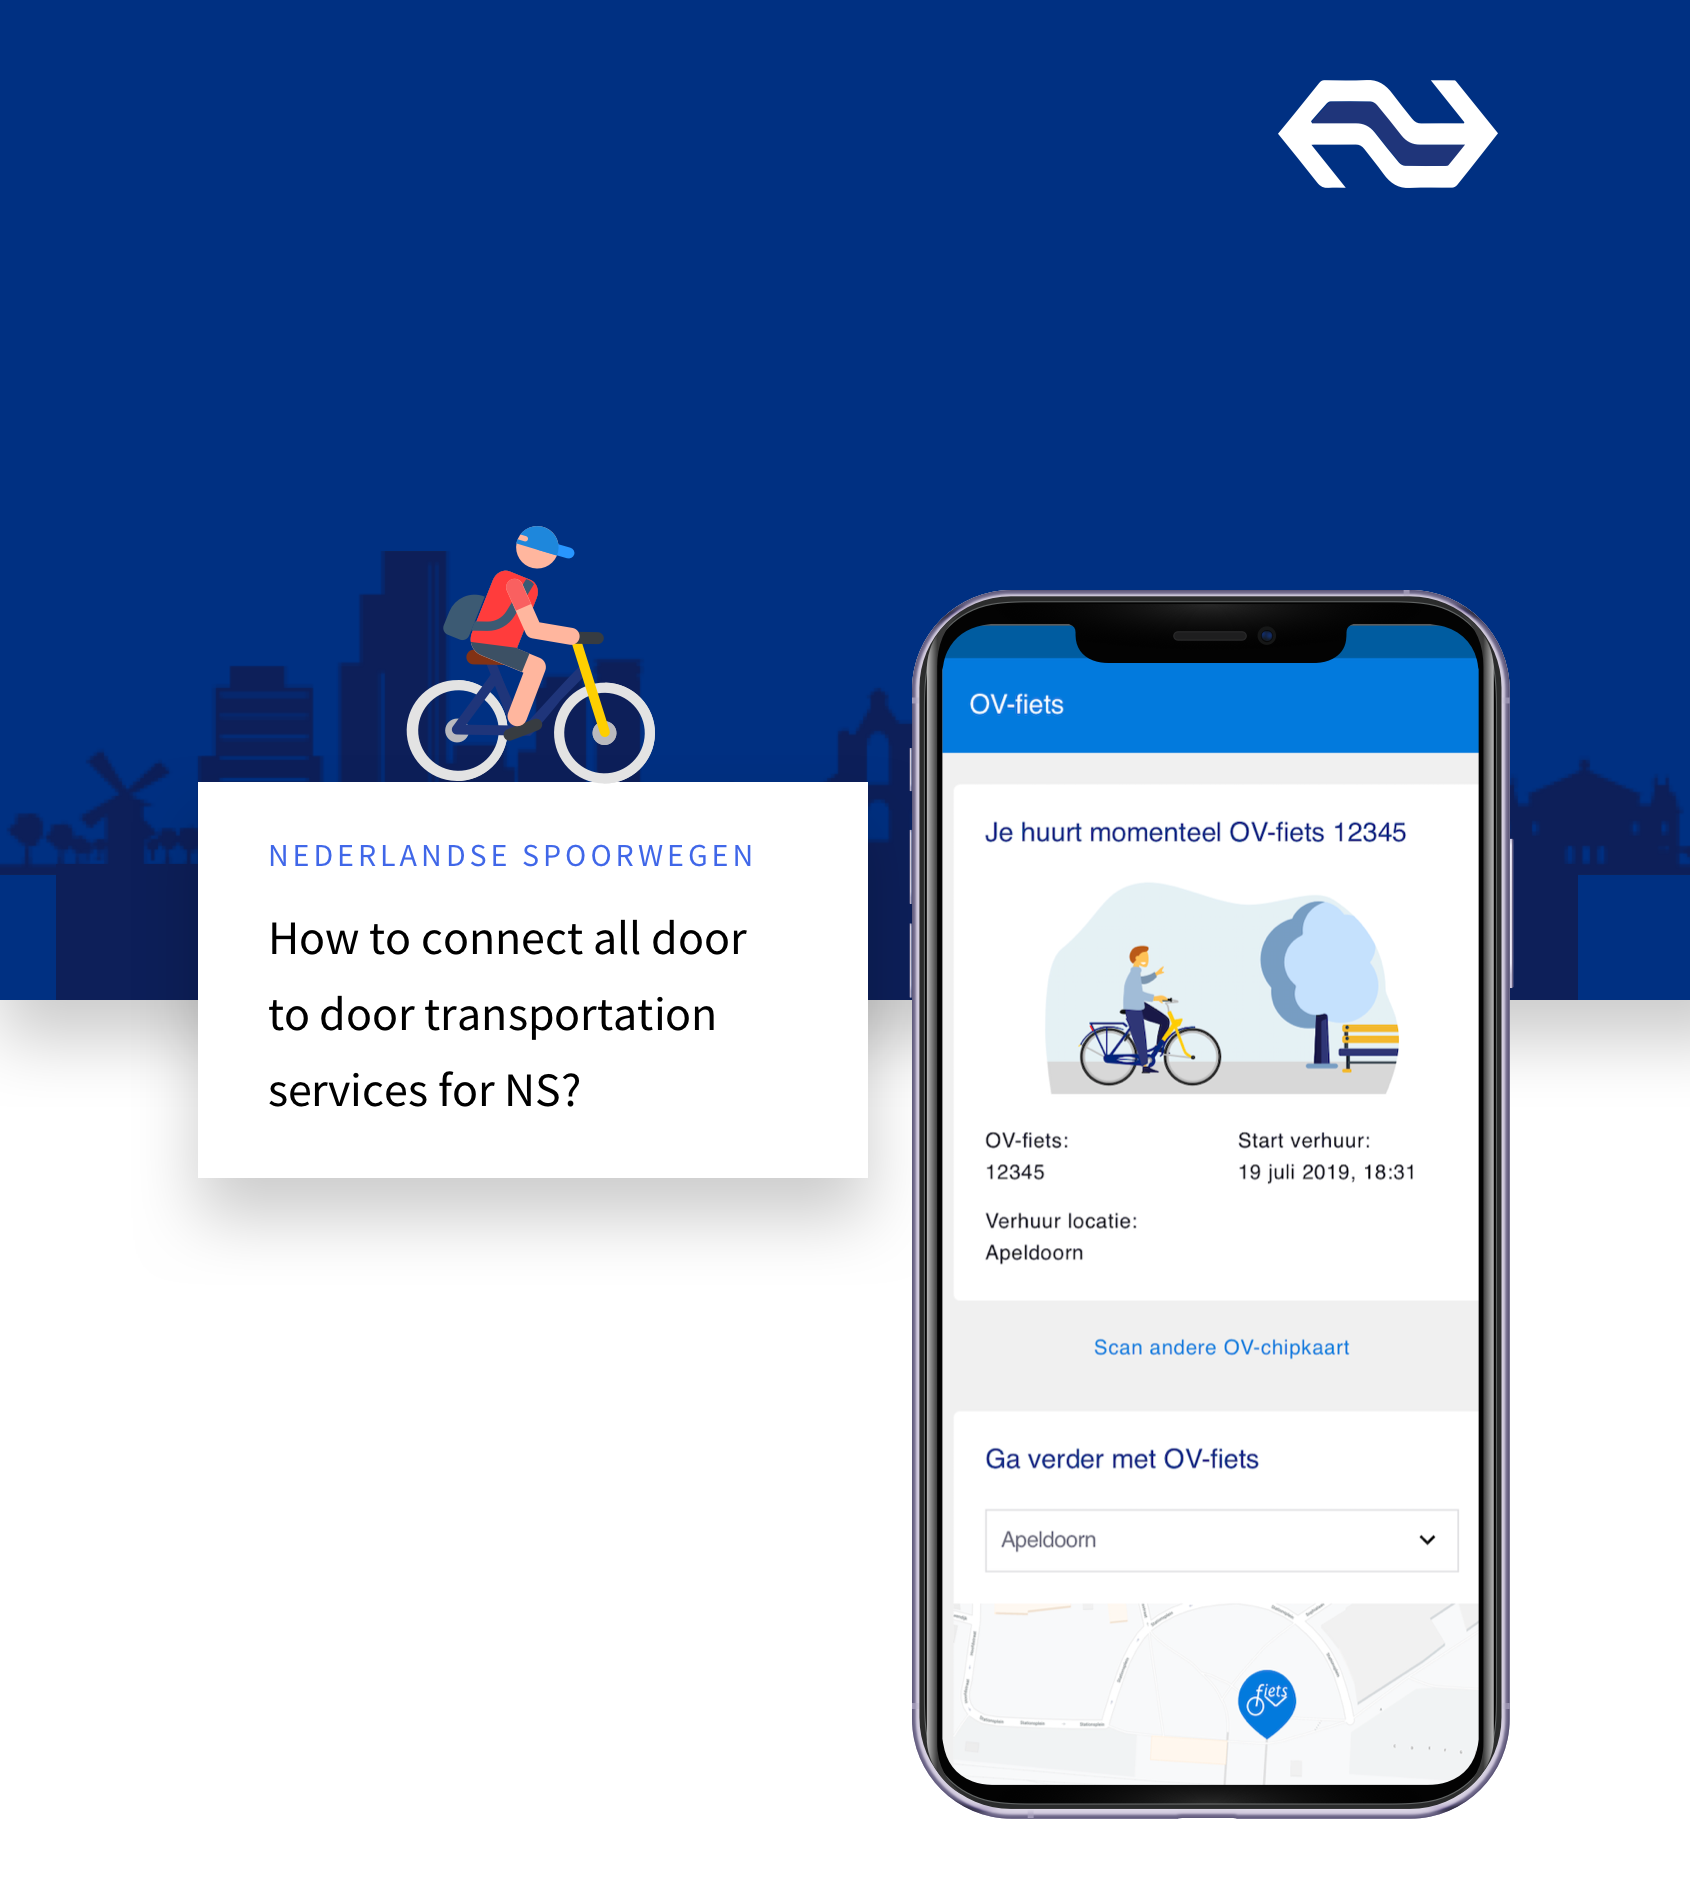 NEDERLANDSE SPOORWEGEN
How to connect all door
to door transportation
services for NS?
OV-fiets
Je huurt momenteel OV-fiets 12345
OV-fiets:
12345
Start verhuur:
19 juli 2019, 18:31
Verhuur locatie:
Apeldoorn
Scan andere OV-chipkaart
Ga verder met OV-fiets
Apeldoorn
fiets